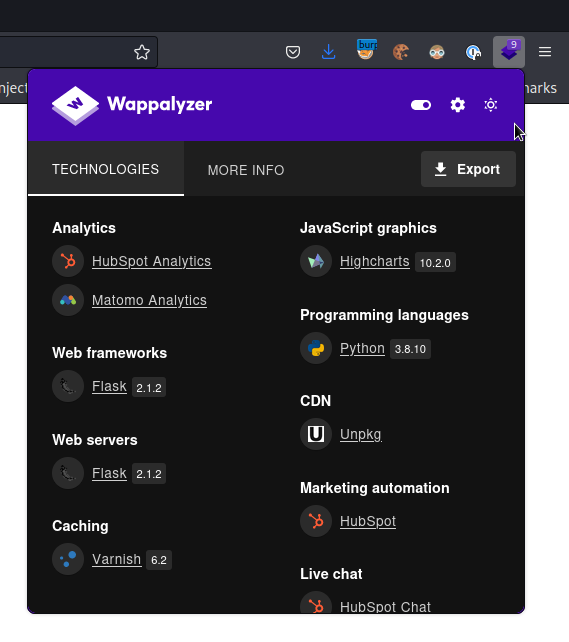 burp
9
nject
narks
W Wappalyzer
TECHNOLOGIES
MORE INFO
Export
Analytics
HubSpot Analytics
Matomo Analytics
Web frameworks
Flask 2.1.2
Web servers
Flask 2.1.2
Caching
Varnish 6.2
JavaScript graphics
Highcharts 10.2.0
Programming languages
Python 3.8.10
CDN
U Unpkg
Marketing automation
HubSpot
Live chat
HubSpot Chat